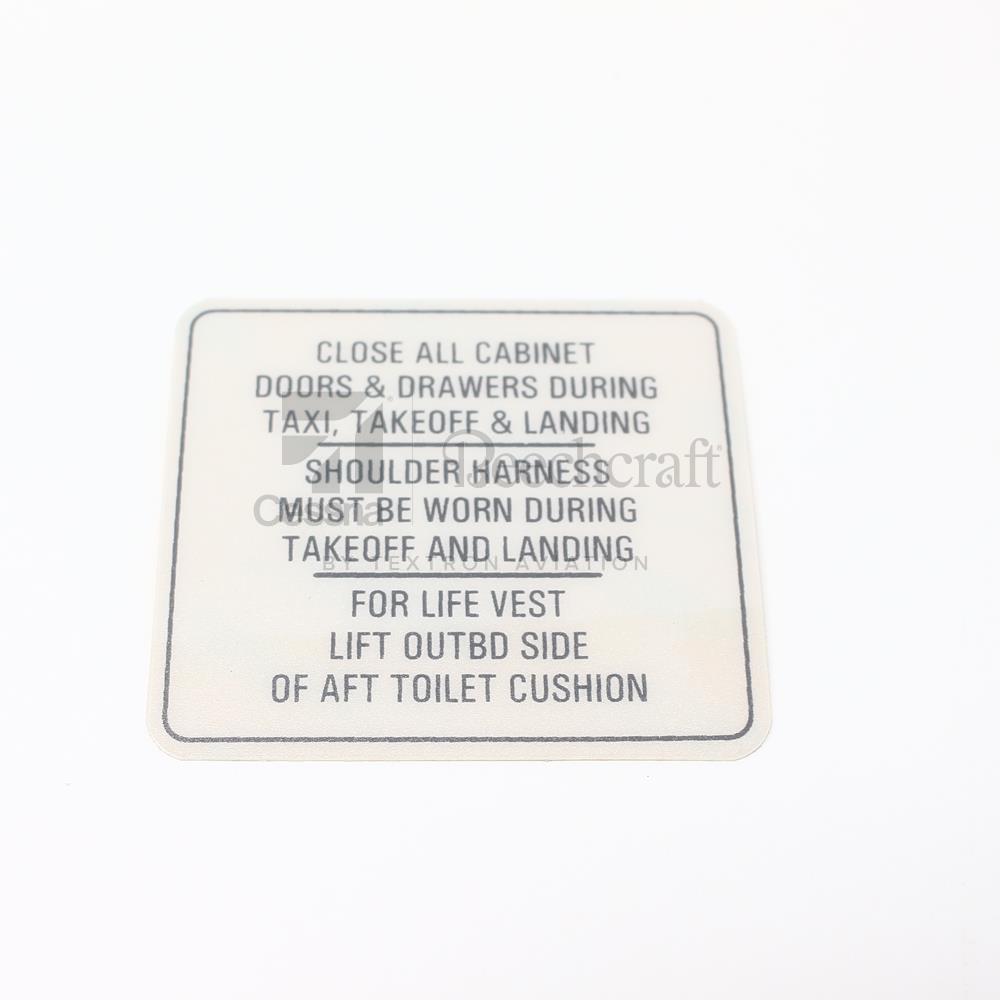 CLOSE ALL CABINET
DOORS & DRAWERS DURING
TAXI, TAKEOFF & LANDING
SHOULDER HARNESS
MUST BE WORN DURING
TAKEOFF AND LANDING
FOR LIFE VEST
LIFT OUTBD SIDE
OF AFT TOILET CUSHION
Cessna®
Beechcraft®
BY TEXTRON AVIATION